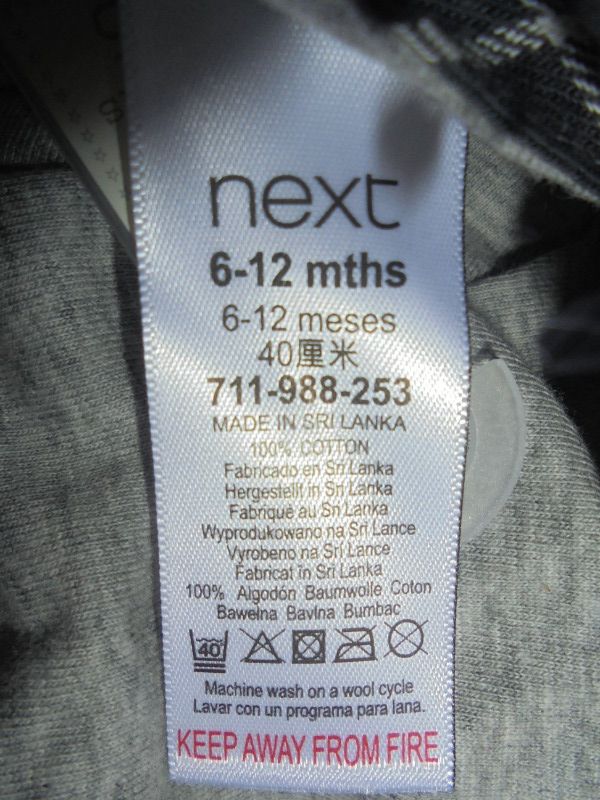 next
6-12 mths
6-12 meses
40厘米
711-988-253
MADE IN SRI LANKA
100% COTTON
Fabricado en Sri Lanka
Hergestellt in Sri Lanka
Fabriqué au Sri Lanka
Wyprodukowano na Sri Lance
Vyrobeno na Sri Lance
Fabricat în Sri Lanka
100% Algodón Baumwolle Coton
Bawełna Bavlna Bumbac
40
Machine wash on a wool cycle
Lavar con un programa para lana.
KEEP AWAY FROM FIRE